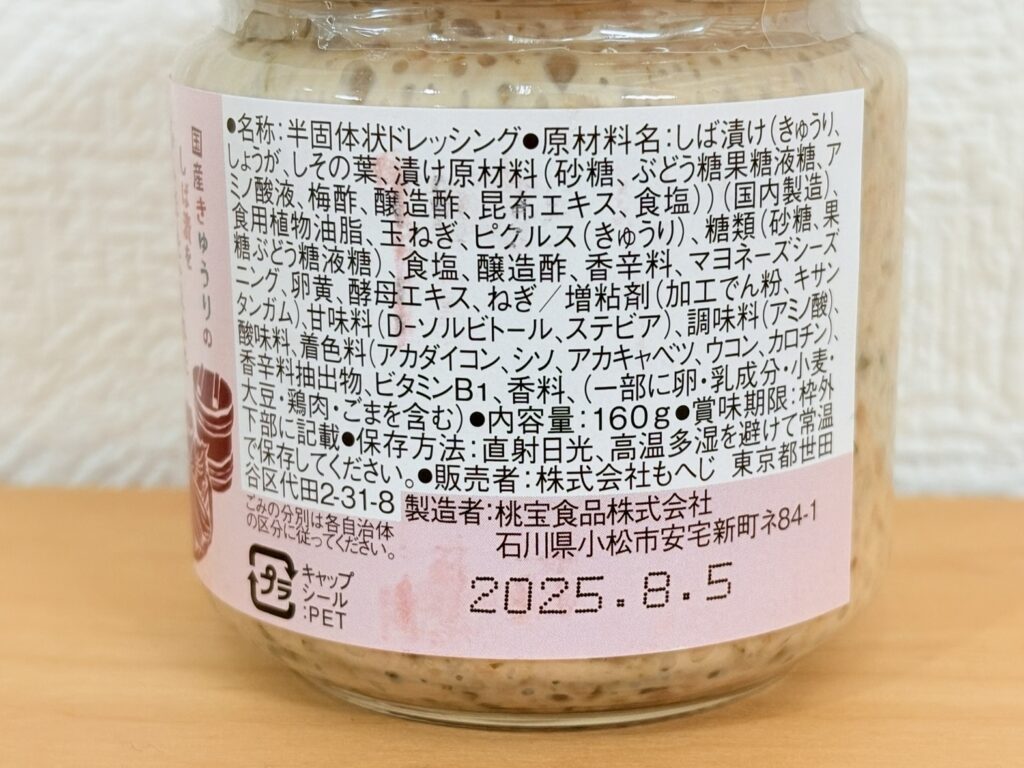 国産きゅうりの
しば漬を
●名称：半固体状ドレッシング●原材料名：しば漬け（きゅうり、
しょうが、しその葉、漬け原材料（砂糖、ぶどう糖果糖液糖、ア
ミノ酸液、梅酢、醸造酢、昆布エキス、食塩））（国内製造）、
食用植物油脂、玉ねぎ、ピクルス（きゅうり）、糖類（砂糖、果
糖ぶどう糖液糖）、食塩、醸造酢、香辛料、マヨネーズシーズ
ニング、卵黄、酵母エキス、ねぎ／増粘剤（加工でん粉、キサン
タンガム）、甘味料（D-ソルビトール、ステビア）、調味料（アミノ酸）、
酸味料、着色料（アカダイコン、シソ、アカキャベツ、ウコン、カロチン）、
香辛料抽出物、ビタミンB1、香料、（一部に卵・乳成分・小麦・
大豆・鶏肉・ごまを含む）●内容量：160g●賞味期限：枠外
下部に記載●保存方法：直射日光、高温多湿を避けて常温
で保存してください。●販売者：株式会社もへじ 東京都世田
谷区代田2-31-8
製造者：桃宝食品株式会社
石川県小松市安宅新町ネ84-1
ごみの分別は各自治体
の区分に従ってください。
プラ
キャップ
シール
:PET
2025.8.5